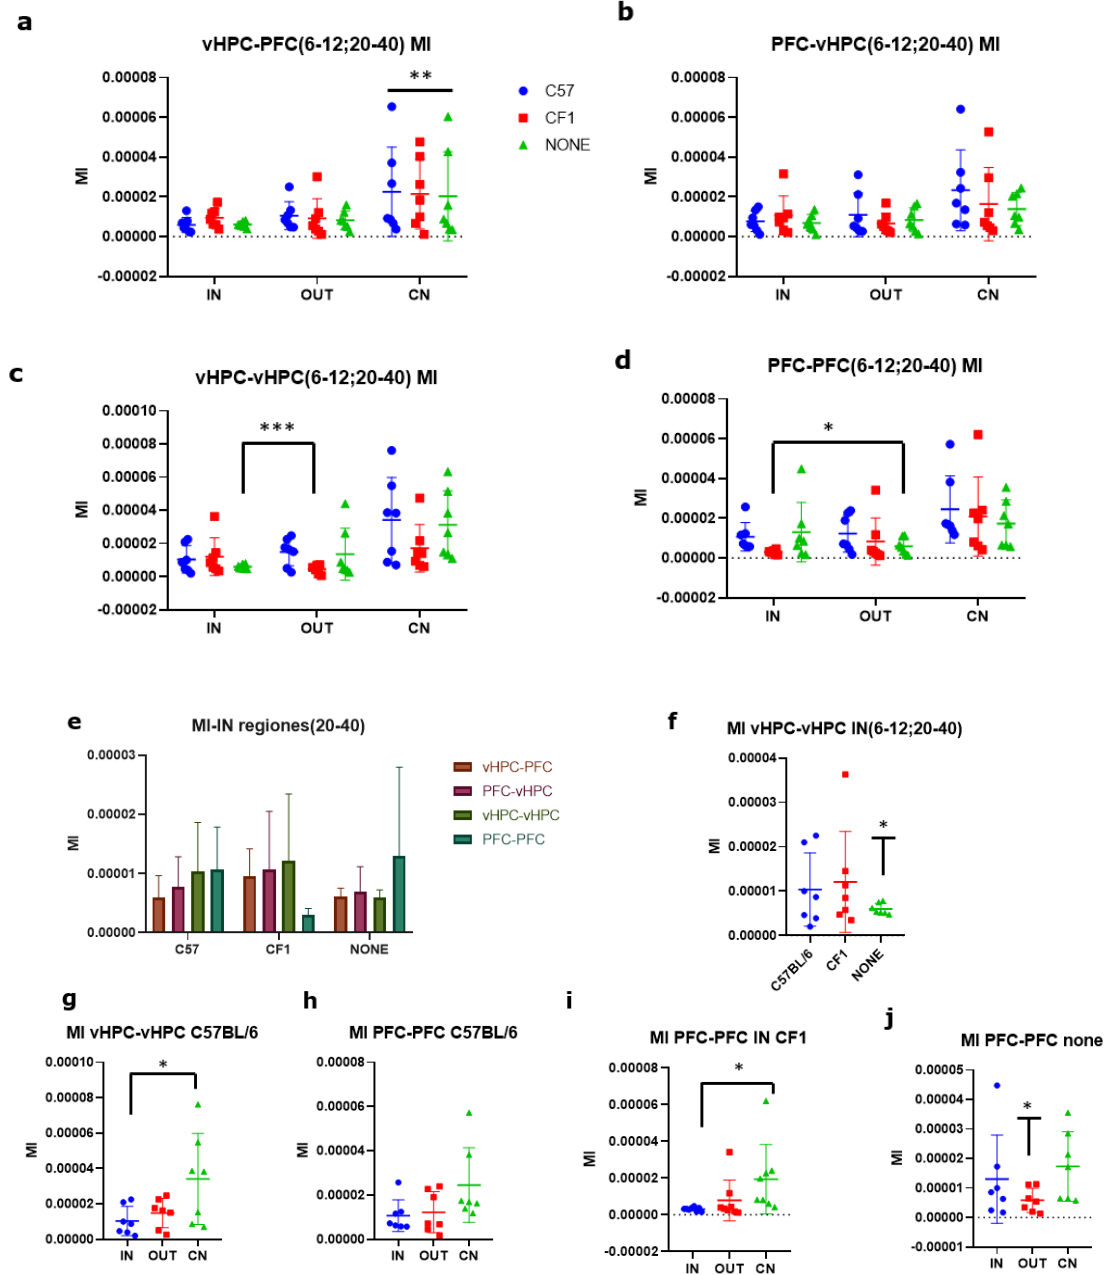 a
vHPC-PFC(6-12;20-40) MI
0.00008
0.00006
0.00004
0.00002
0.00000
-0.00002
MI
**
IN OUT CN
C57
CF1
NONE
b
PFC-vHPC(6-12;20-40) MI
0.00008
0.00006
0.00004
0.00002
0.00000
-0.00002
MI
IN OUT CN
c
vHPC-vHPC(6-12;20-40) MI
0.00010
0.00008
0.00006
0.00004
0.00002
0.00000
-0.00002
MI
***
IN OUT CN
d
PFC-PFC(6-12;20-40) MI
0.00008
0.00006
0.00004
0.00002
0.00000
-0.00002
MI
*
IN OUT CN
e
MI-IN regiones(20-40)
0.00003
0.00002
0.00001
0.00000
MI
C57 CF1 NONE
vHPC-PFC
PFC-vHPC
vHPC-vHPC
PFC-PFC
f
MI vHPC-vHPC IN(6-12;20-40)
0.00004
0.00003
0.00002
0.00001
0.00000
MI
*
C57BL/6 CF1 NONE
g
MI vHPC-vHPC C57BL/6
0.00010
0.00008
0.00006
0.00004
0.00002
0.00000
MI
*
IN OUT CN
h
MI PFC-PFC C57BL/6
0.00008
0.00006
0.00004
0.00002
0.00000
MI
IN OUT CN
i
MI PFC-PFC IN CF1
0.00008
0.00006
0.00004
0.00002
0.00000
-0.00002
MI
*
IN OUT CN
j
MI PFC-PFC none
0.00005
0.00004
0.00003
0.00002
0.00001
0.00000
-0.00001
MI
*
IN OUT CN